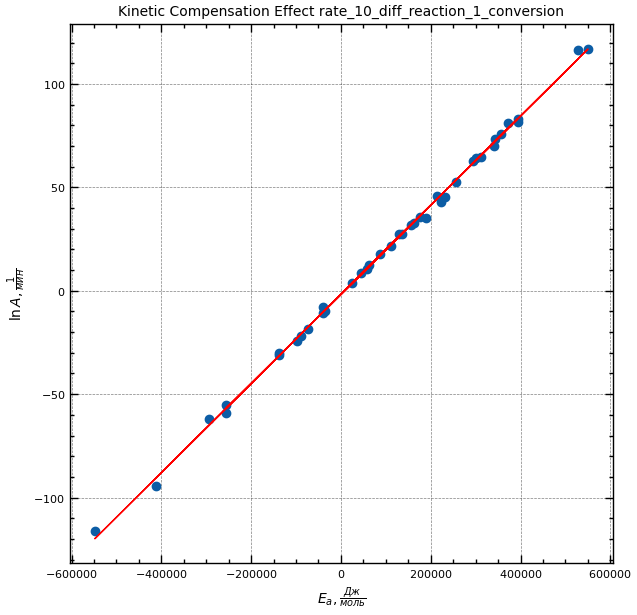 Kinetic Compensation Effect rate_10_diff_reaction_1_conversion
100
50
0
−50
−100
ln A, 1/мин
−600000 −400000 −200000 0 200000 400000 600000
E_a, Дж/моль